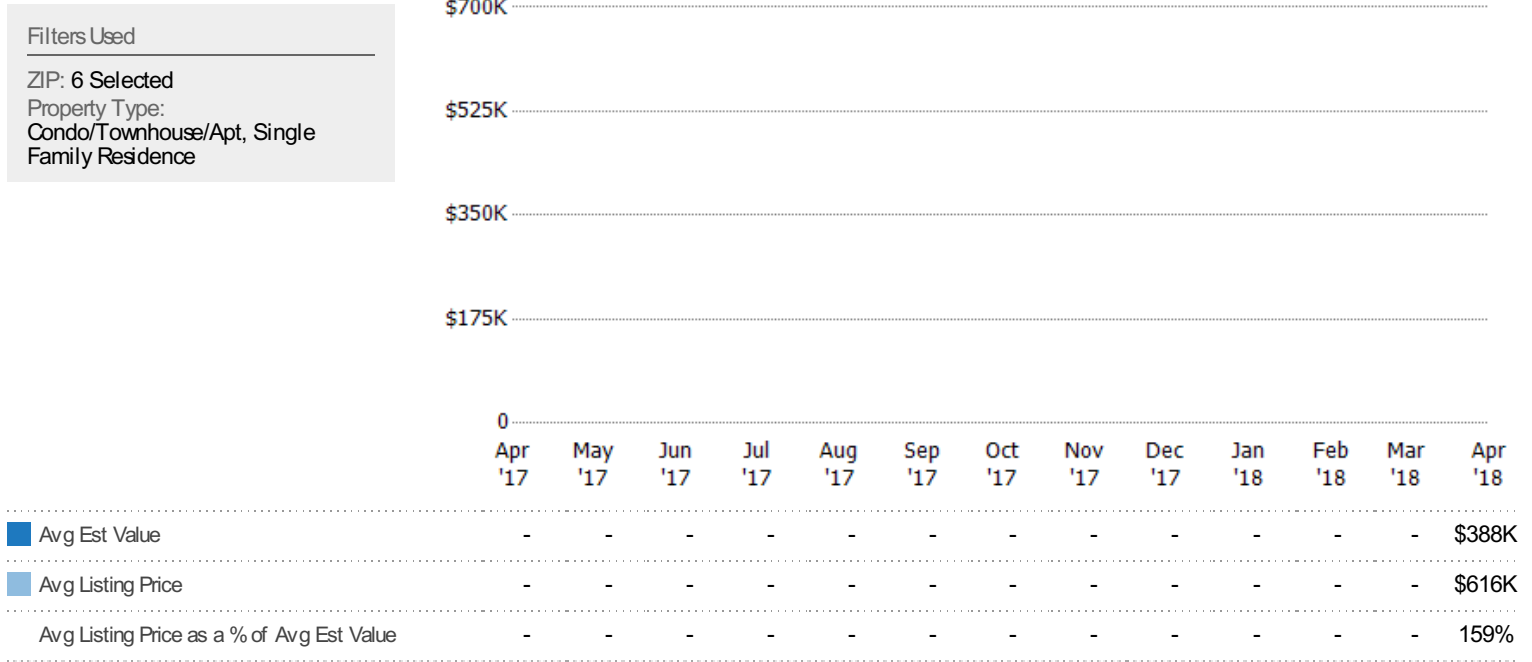 Filters Used
ZIP: 6 Selected
Property Type:
Condo/Townhouse/Apt, Single
Family Residence
$700K
$525K
$350K
$175K
0
Apr May Jun Jul Aug Sep Oct Nov Dec Jan Feb Mar Apr
'17 '17 '17 '17 '17 '17 '17 '17 '17 '18 '18 '18 '18
Avg Est Value - - - - - - - - - - - - $388K
Avg Listing Price - - - - - - - - - - - - $616K
Avg Listing Price as a % of Avg Est Value - - - - - - - - - - - - 159%